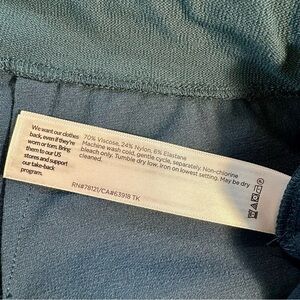 We want our clothes
back, even if they're
worn or torn. Bring
them to our US
stores and support
our take-back
program.
70% Viscose, 24% Nylon, 6% Elastane
Machine wash cold, gentle cycle, separately. Non-chlorine
bleach only. Tumble dry low. Iron on lowest setting. May be dry
cleaned.
RN#78121/CA#63918 TK